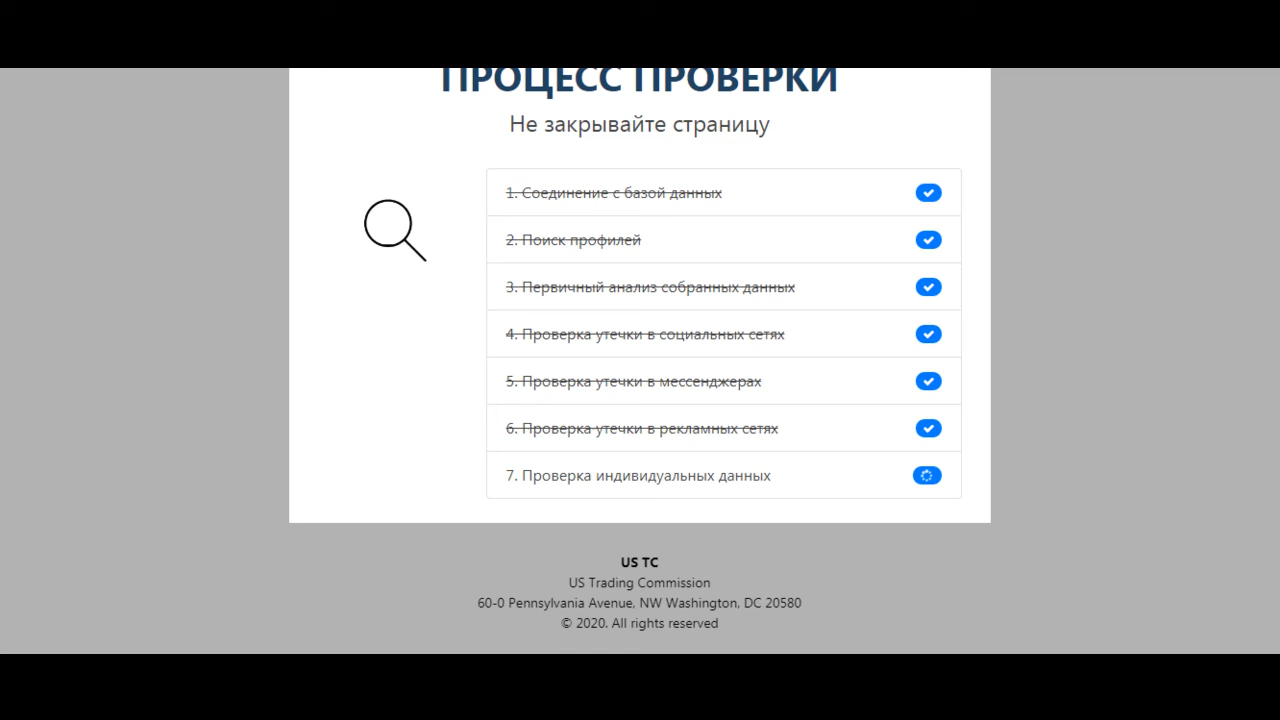 ПРОЦЕСС ПРОВЕРКИ
Не закрывайте страницу
1. Соединение с базой данных
2. Поиск профилей
3. Первичный анализ собранных данных
4. Проверка утечки в социальных сетях
5. Проверка утечки в мессенджерах
6. Проверка утечки в рекламных сетях
7. Проверка индивидуальных данных
US TC
US Trading Commission
60-0 Pennsylvania Avenue, NW Washington, DC 20580
© 2020. All rights reserved